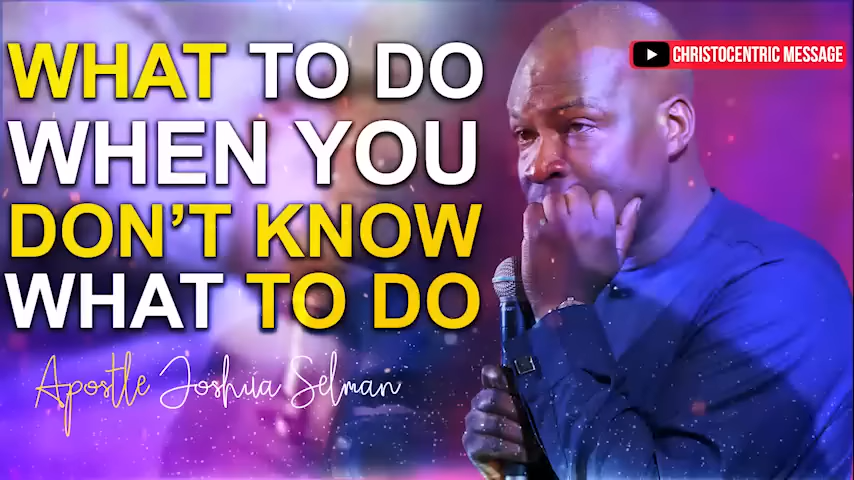 WHAT TO DO
WHEN YOU
DON'T KNOW
WHAT TO DO
Apostle Joshua Selman
CHRISTOCENTRIC MESSAGE